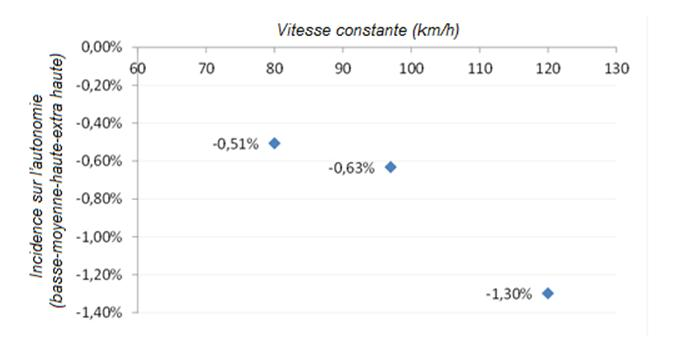 Vitesse constante (km/h)
0,00%
60 70 80 90 100 110 120 130
-0,20%
-0,40%
-0,51%
-0,60%
-0,63%
-0,80%
-1,00%
-1,20%
-1,30%
-1,40%
Incidence sur l'autonomie
(basse-moyenne-haute-extra haute)